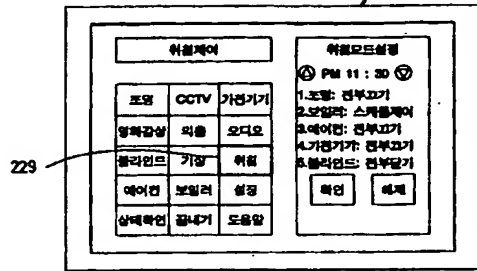 취침제어
조명 CCTV 가전기기
영화감상 외출 오디오
블라인드 기상 취침
에어컨 보일러 설정
상태확인 끝내기 도움말
취침모드설정
PM 11 : 30
1.조명: 전부끄기
2.보일러: 스케줄제어
3.에어컨: 전부끄기
4.가전기기: 전부끄기
5.블라인드: 전부닫기
확인 해제
229